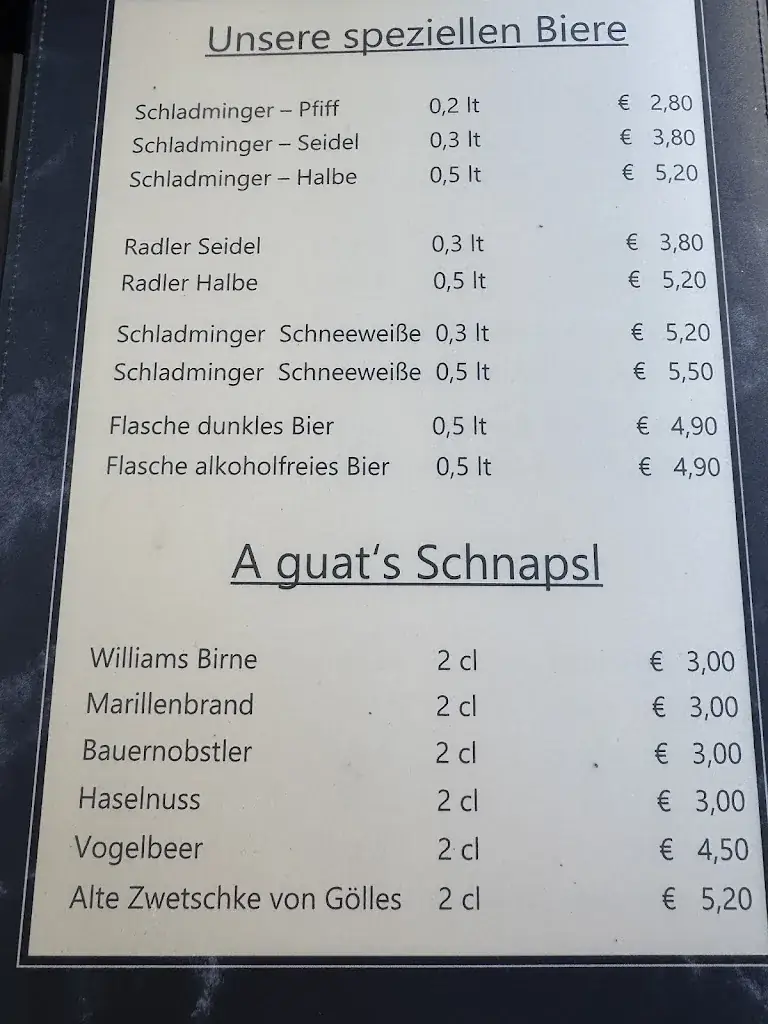 Unsere speziellen Biere
Schladminger – Pfiff 0,2 lt € 2,80
Schladminger – Seidel 0,3 lt € 3,80
Schladminger – Halbe 0,5 lt € 5,20
Radler Seidel 0,3 lt € 3,80
Radler Halbe 0,5 lt € 5,20
Schladminger Schneeweiße 0,3 lt € 5,20
Schladminger Schneeweiße 0,5 lt € 5,50
Flasche dunkles Bier 0,5 lt € 4,90
Flasche alkoholfreies Bier 0,5 lt € 4,90
A guat‘s Schnapsl
Williams Birne 2 cl € 3,00
Marillenbrand 2 cl € 3,00
Bauernobstler 2 cl € 3,00
Haselnuss 2 cl € 3,00
Vogelbeer 2 cl € 4,50
Alte Zwetschke von Gölles 2 cl € 5,20